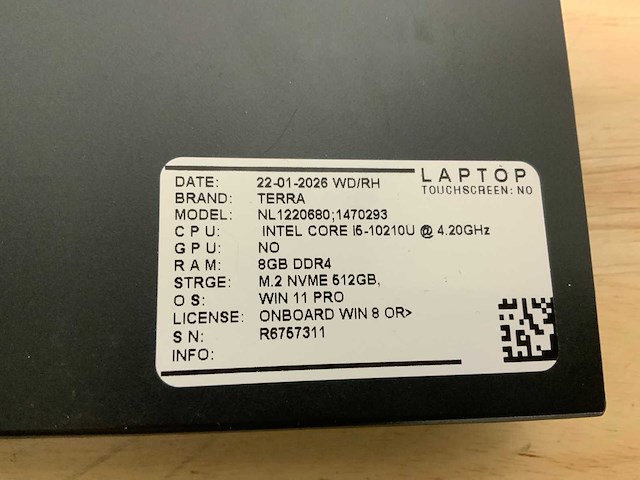 LAPTOP
TOUCHSCREEN: NO
DATE: 22-01-2026 WD/RH
BRAND: TERRA
MODEL: NL1220680;1470293
CPU: INTEL CORE i5-10210U @ 4.20GHz
GPU: NO
RAM: 8GB DDR4
STRGE: M.2 NVME 512GB,
OS: WIN 11 PRO
LICENSE: ONBOARD WIN 8 OR>
SN: R6757311
INFO: